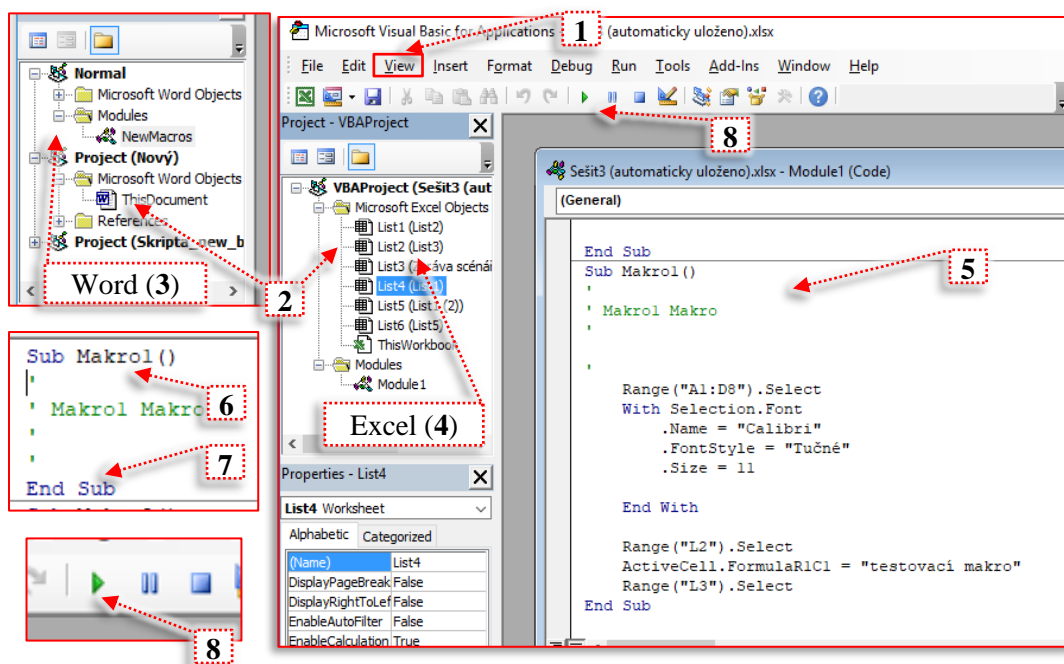 Normal
Microsoft Word Objects
Modules
NewMacros
Project (Nový)
Microsoft Word Objects
ThisDocument
References
Project (Skripta_new_b
Word (3)
2
Sub Makro1()
'
' Makro1 Makro
'
'
End Sub
6
7
8
Microsoft Visual Basic for Applications (automaticky uloženo).xlsx
1
File Edit View Insert Format Debug Run Tools Add-Ins Window Help
8
Project - VBAProject
VBAProject (Sešit3 (aut
Microsoft Excel Objects
List1 (List2)
List2 (List3)
List3 (Zpráva scénái
List4 (List1)
List5 (List1 (2))
List6 (List5)
ThisWorkbook
Modules
Module1
Excel (4)
Properties - List4
List4 Worksheet
Alphabetic Categorized
(Name) List4
DisplayPageBreak False
DisplayRightToLef False
EnableAutoFilter False
EnableCalculation True
Sešit3 (automaticky uloženo).xlsx - Module1 (Code)
(General)
End Sub
Sub Makro1()
'
' Makro1 Makro
'
'
5
Range("A1:D8").Select
With Selection.Font
.Name = "Calibri"
.FontStyle = "Tučné"
.Size = 11
End With
Range("L2").Select
ActiveCell.FormulaR1C1 = "testovací makro"
Range("L3").Select
End Sub